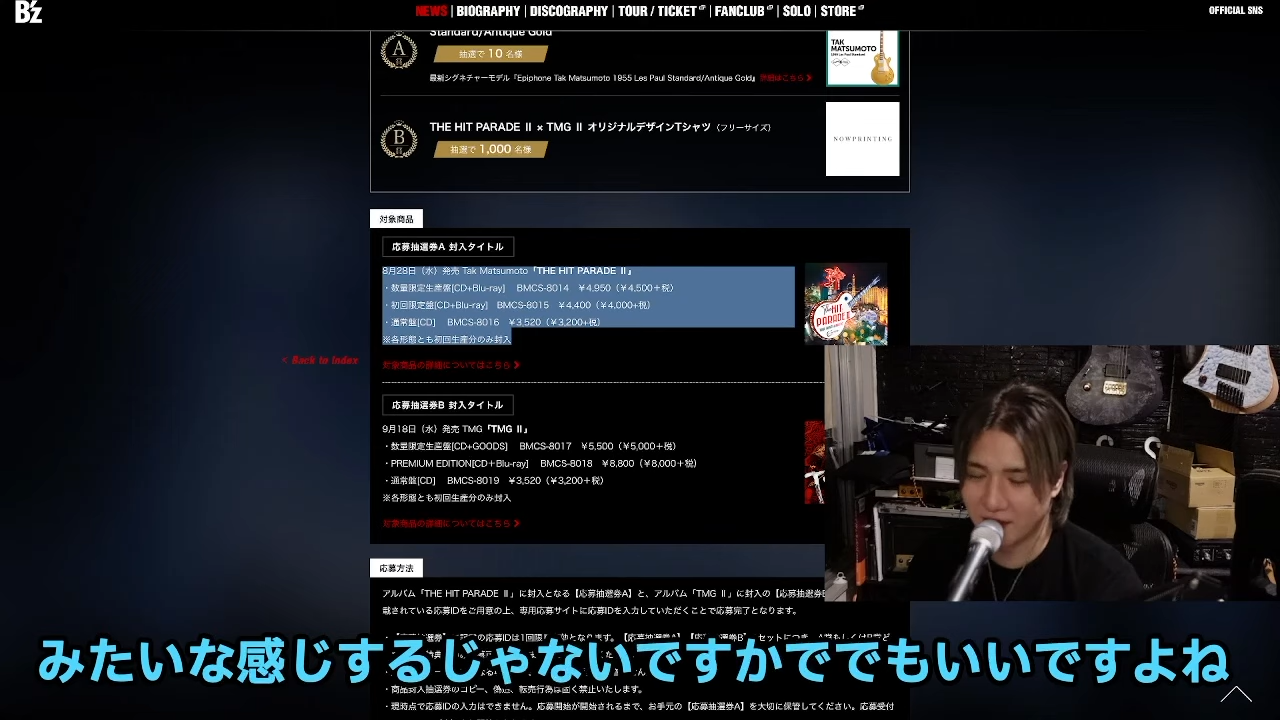 B'z
NEWS | BIOGRAPHY | DISCOGRAPHY | TOUR / TICKET | FANCLUB | SOLO | STORE
OFFICIAL SNS
Standard/Antique Gold
A賞
抽選で 10 名様
最新シグネチャーモデル『Epiphone Tak Matsumoto 1955 Les Paul Standard/Antique Gold』 詳細はこちら
TAK
MATSUMOTO
THE HIT PARADE Ⅱ × TMG Ⅱ オリジナルデザインTシャツ（フリーサイズ）
B賞
抽選で 1,000 名様
NOWPRINTING
対象商品
応募抽選券A 封入タイトル
8月28日（水）発売 Tak Matsumoto「THE HIT PARADE Ⅱ」
・数量限定生産盤[CD+Blu-ray]　BMCS-8014　￥4,950（￥4,500＋税）
・初回限定盤[CD+Blu-ray]　BMCS-8015　￥4,400（￥4,000+税）
・通常盤[CD]　BMCS-8016　￥3,520（￥3,200+税）
※各形態とも初回生産分のみ封入
The HIT PARADE Ⅱ
< Back to Index
対象商品の詳細についてはこちら
応募抽選券B 封入タイトル
9月18日（水）発売 TMG「TMG Ⅱ」
・数量限定生産盤[CD+GOODS]　BMCS-8017　￥5,500（￥5,000＋税）
・PREMIUM EDITION[CD＋Blu-ray]　BMCS-8018　￥8,800（￥8,000＋税）
・通常盤[CD]　BMCS-8019　￥3,520（￥3,200＋税）
※各形態とも初回生産分のみ封入
対象商品の詳細についてはこちら
応募方法
アルバム「THE HIT PARADE Ⅱ」に封入となる【応募抽選券A】と、アルバム「TMG Ⅱ」に封入の【応募抽選券B
載されている応募IDをご用意の上、専用応募サイトに応募IDを入力していただくことで応募完了となります。
みたいな感じするじゃないですかででもいいですよね
・商品封入抽選券のコピー、偽造、転売行為は固く禁止いたします。
・現時点で応募IDの入力はできません。応募開始が開始されるまで、お手元の【応募抽選券A】を大切に保管してください。応募受付